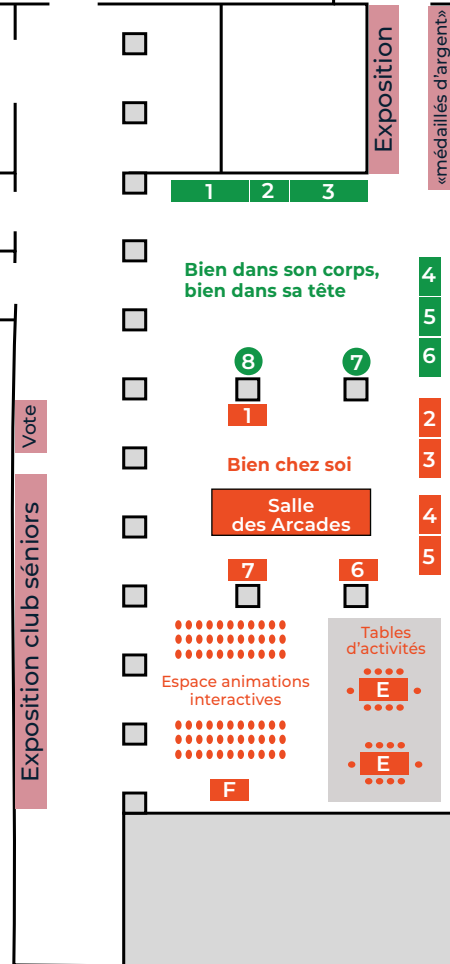 Exposition
«médaillés d'argent»
1 2 3
Bien dans son corps,
bien dans sa tête
4
5
6
8 7
1
2
3
Bien chez soi
Salle
des Arcades
4
5
7 6
Vote
Exposition club séniors
Espace animations
interactives
F
Tables
d'activités
E
E